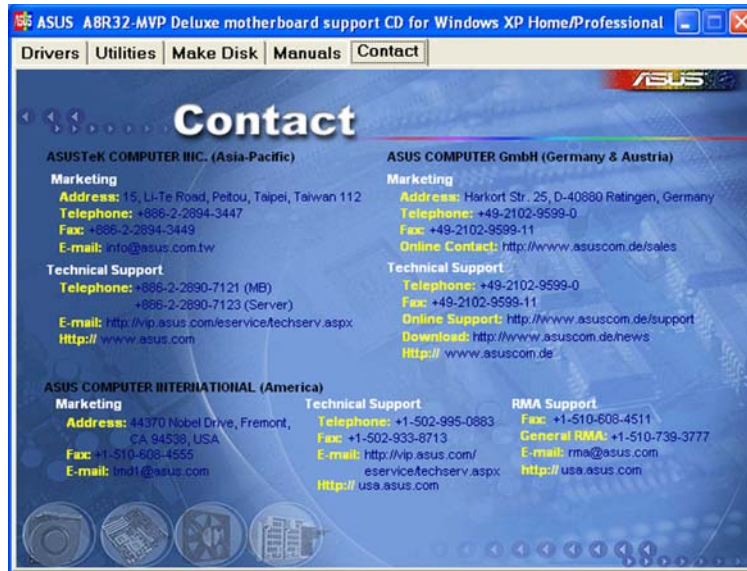 ASUS A8R32-MVP Deluxe motherboard support CD for Windows XP Home/Professional
Drivers Utilities Make Disk Manuals Contact
ASUS
Contact
ASUSTeK COMPUTER INC. (Asia-Pacific)
Marketing
Address: 15, Li-Te Road, Peitou, Taipei, Taiwan 112
Telephone: +886-2-2894-3447
Fax: +886-2-2894-3449
E-mail: info@asus.com.tw
Technical Support
Telephone: +886-2-2890-7121 (MB)
+886-2-2890-7123 (Server)
E-mail: http://vip.asus.com/eservice/techserv.aspx
Http:// www.asus.com
ASUS COMPUTER GmbH (Germany & Austria)
Marketing
Address: Harkort Str. 25, D-40880 Ratingen, Germany
Telephone: +49-2102-9599-0
Fax: +49-2102-9599-11
Online Contact: http://www.asuscom.de/sales
Technical Support
Telephone: +49-2102-9599-0
Fax: +49-2102-9599-11
Online Support: http://www.asuscom.de/support
Download: http://www.asuscom.de/news
Http:// www.asuscom.de
ASUS COMPUTER INTERNATIONAL (America)
Marketing
Address: 44370 Nobel Drive, Fremont,
CA 94538, USA
Fax: +1-510-608-4555
E-mail: tmd1@asus.com
Technical Support
Telephone: +1-502-995-0883
Fax: +1-502-933-8713
E-mail: http://vip.asus.com/
eservice/techserv.aspx
Http:// usa.asus.com
RMA Support
Fax: +1-510-608-4511
General RMA: +1-510-739-3777
E-mail: rma@asus.com
http:// usa.asus.com